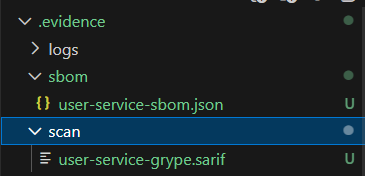 .evidence
logs
sbom
{} user-service-sbom.json U
scan
user-service-grype.sarif U